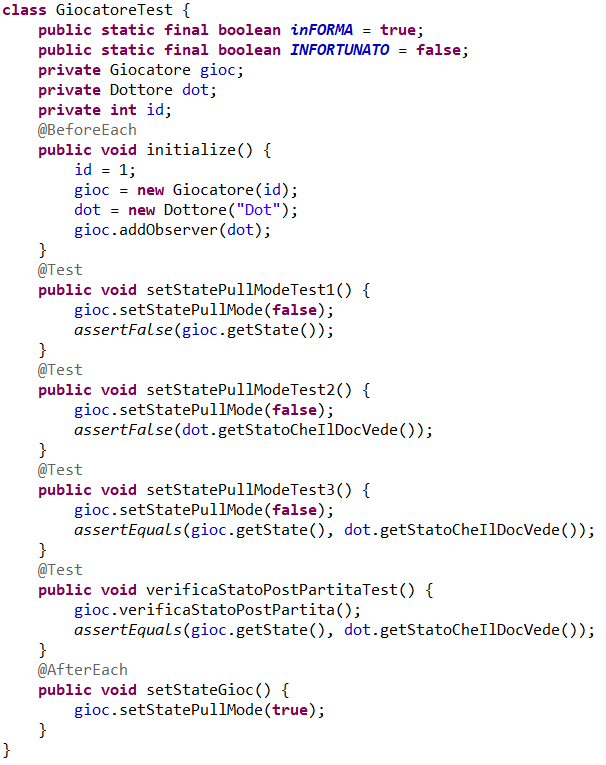 class GiocatoreTest {
    public static final boolean inFORMA = true;
    public static final boolean INFORTUNATO = false;
    private Giocatore gioc;
    private Dottore dot;
    private int id;
    @BeforeEach
    public void initialize() {
        id = 1;
        gioc = new Giocatore(id);
        dot = new Dottore("Dot");
        gioc.addObserver(dot);
    }
    @Test
    public void setStatePullModeTest1() {
        gioc.setStatePullMode(false);
        assertFalse(gioc.getState());
    }
    @Test
    public void setStatePullModeTest2() {
        gioc.setStatePullMode(false);
        assertFalse(dot.getStatoCheIlDocVede());
    }
    @Test
    public void setStatePullModeTest3() {
        gioc.setStatePullMode(false);
        assertEquals(gioc.getState(), dot.getStatoCheIlDocVede());
    }
    @Test
    public void verificaStatoPostPartitaTest() {
        gioc.verificaStatoPostPartita();
        assertEquals(gioc.getState(), dot.getStatoCheIlDocVede());
    }
    @AfterEach
    public void setStateGioc() {
        gioc.setStatePullMode(true);
    }
}